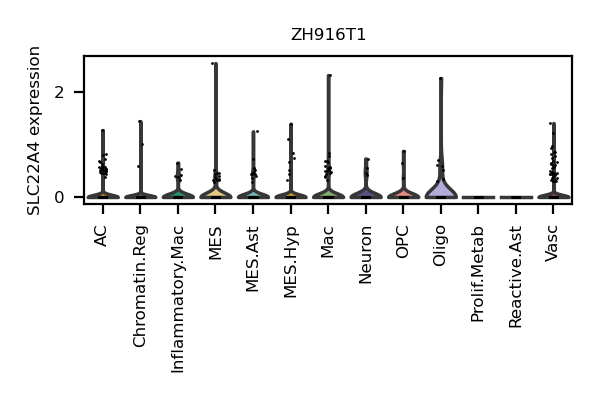 ZH916T1
SLC22A4 expression
2
0
AC
Chromatin.Reg
Inflammatory.Mac
MES
MES.Ast
MES.Hyp
Mac
Neuron
OPC
Oligo
Prolif.Metab
Reactive.Ast
Vasc